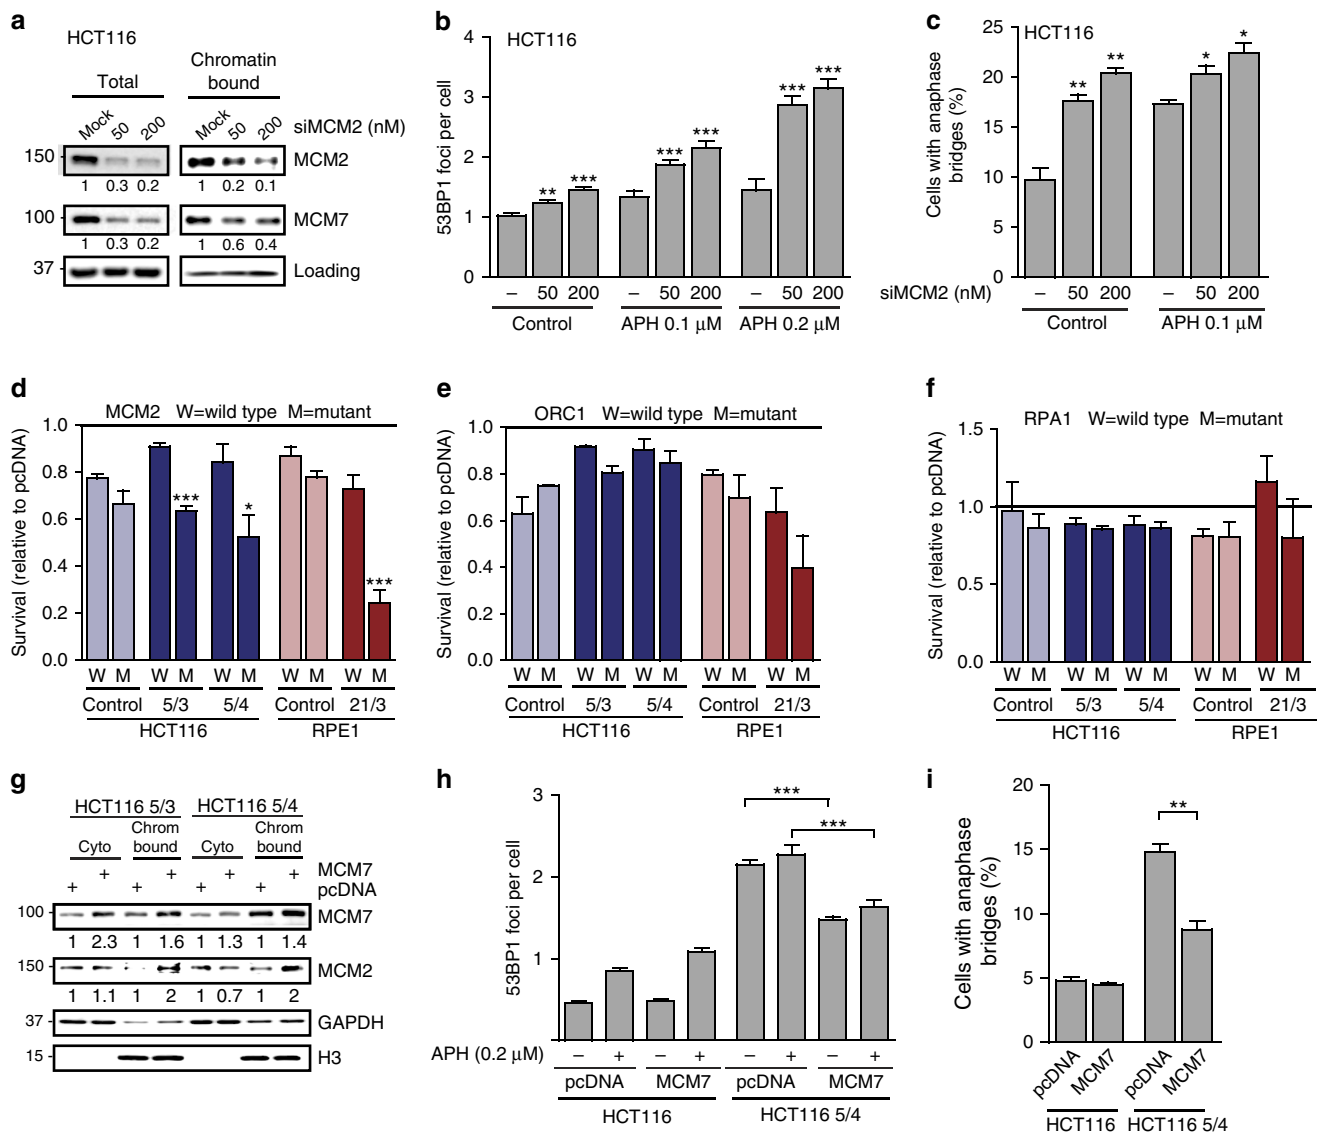 a
HCT116
Total
Chromatin bound
Mock 50 200 Mock 50 200 siMCM2 (nM)
150 MCM2
1 0.3 0.2 1 0.2 0.1
100 MCM7
1 0.3 0.2 1 0.6 0.4
37 Loading
b
HCT116
53BP1 foci per cell
4
3
2
1
0
** *** *** *** *** ***
– 50 200 – 50 200 – 50 200
Control APH 0.1 μM APH 0.2 μM
c
HCT116
Cells with anaphase bridges (%)
25
20
15
10
5
0
** ** * *
siMCM2 (nM) – 50 200 – 50 200
Control APH 0.1 μM
d
MCM2 W=wild type M=mutant
Survival (relative to pcDNA)
1.0
0.8
0.6
0.4
0.2
0.0
*** * ***
W M W M W M W M W M
Control 5/3 5/4 Control 21/3
HCT116 RPE1
e
ORC1 W=wild type M=mutant
Survival (relative to pcDNA)
1.0
0.8
0.6
0.4
0.2
0.0
W M W M W M W M W M
Control 5/3 5/4 Control 21/3
HCT116 RPE1
f
RPA1 W=wild type M=mutant
Survival (relative to pcDNA)
1.5
1.0
0.5
0.0
W M W M W M W M W M
Control 5/3 5/4 Control 21/3
HCT116 RPE1
g
HCT116 5/3 HCT116 5/4
Cyto Chrom bound Cyto Chrom bound
+ + + + MCM7
+ + + + pcDNA
100 MCM7
1 2.3 1 1.6 1 1.3 1 1.4
150 MCM2
1 1.1 1 2 1 0.7 1 2
37 GAPDH
15 H3
h
53BP1 foci per cell
3
2
1
*** ***
APH (0.2 μM) – + – + – + – +
pcDNA MCM7 pcDNA MCM7
HCT116 HCT116 5/4
i
Cells with anaphase bridges (%)
20
15
10
5
0
**
pcDNA MCM7 pcDNA MCM7
HCT116 HCT116 5/4